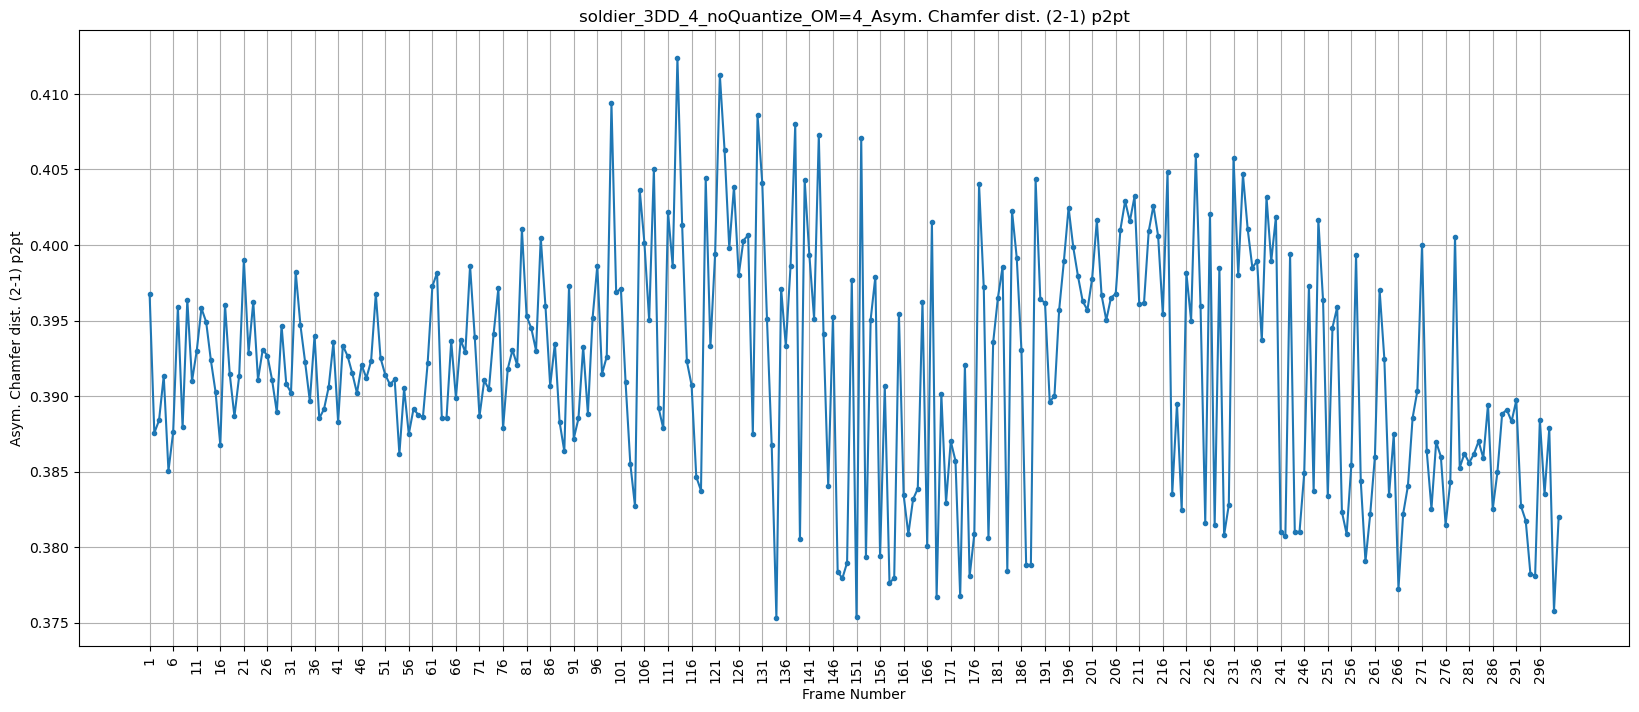 soldier_3DD_4_noQuantize_OM=4_Asym. Chamfer dist. (2-1) p2pt
Asym. Chamfer dist. (2-1) p2pt
0.410
0.405
0.400
0.395
0.390
0.385
0.380
0.375
1 6 11 16 21 26 31 36 41 46 51 56 61 66 71 76 81 86 91 96 101 106 111 116 121 126 131 136 141 146 151 156 161 166 171 176 181 186 191 196 201 206 211 216 221 226 231 236 241 246 251 256 261 266 271 276 281 286 291 296
Frame Number